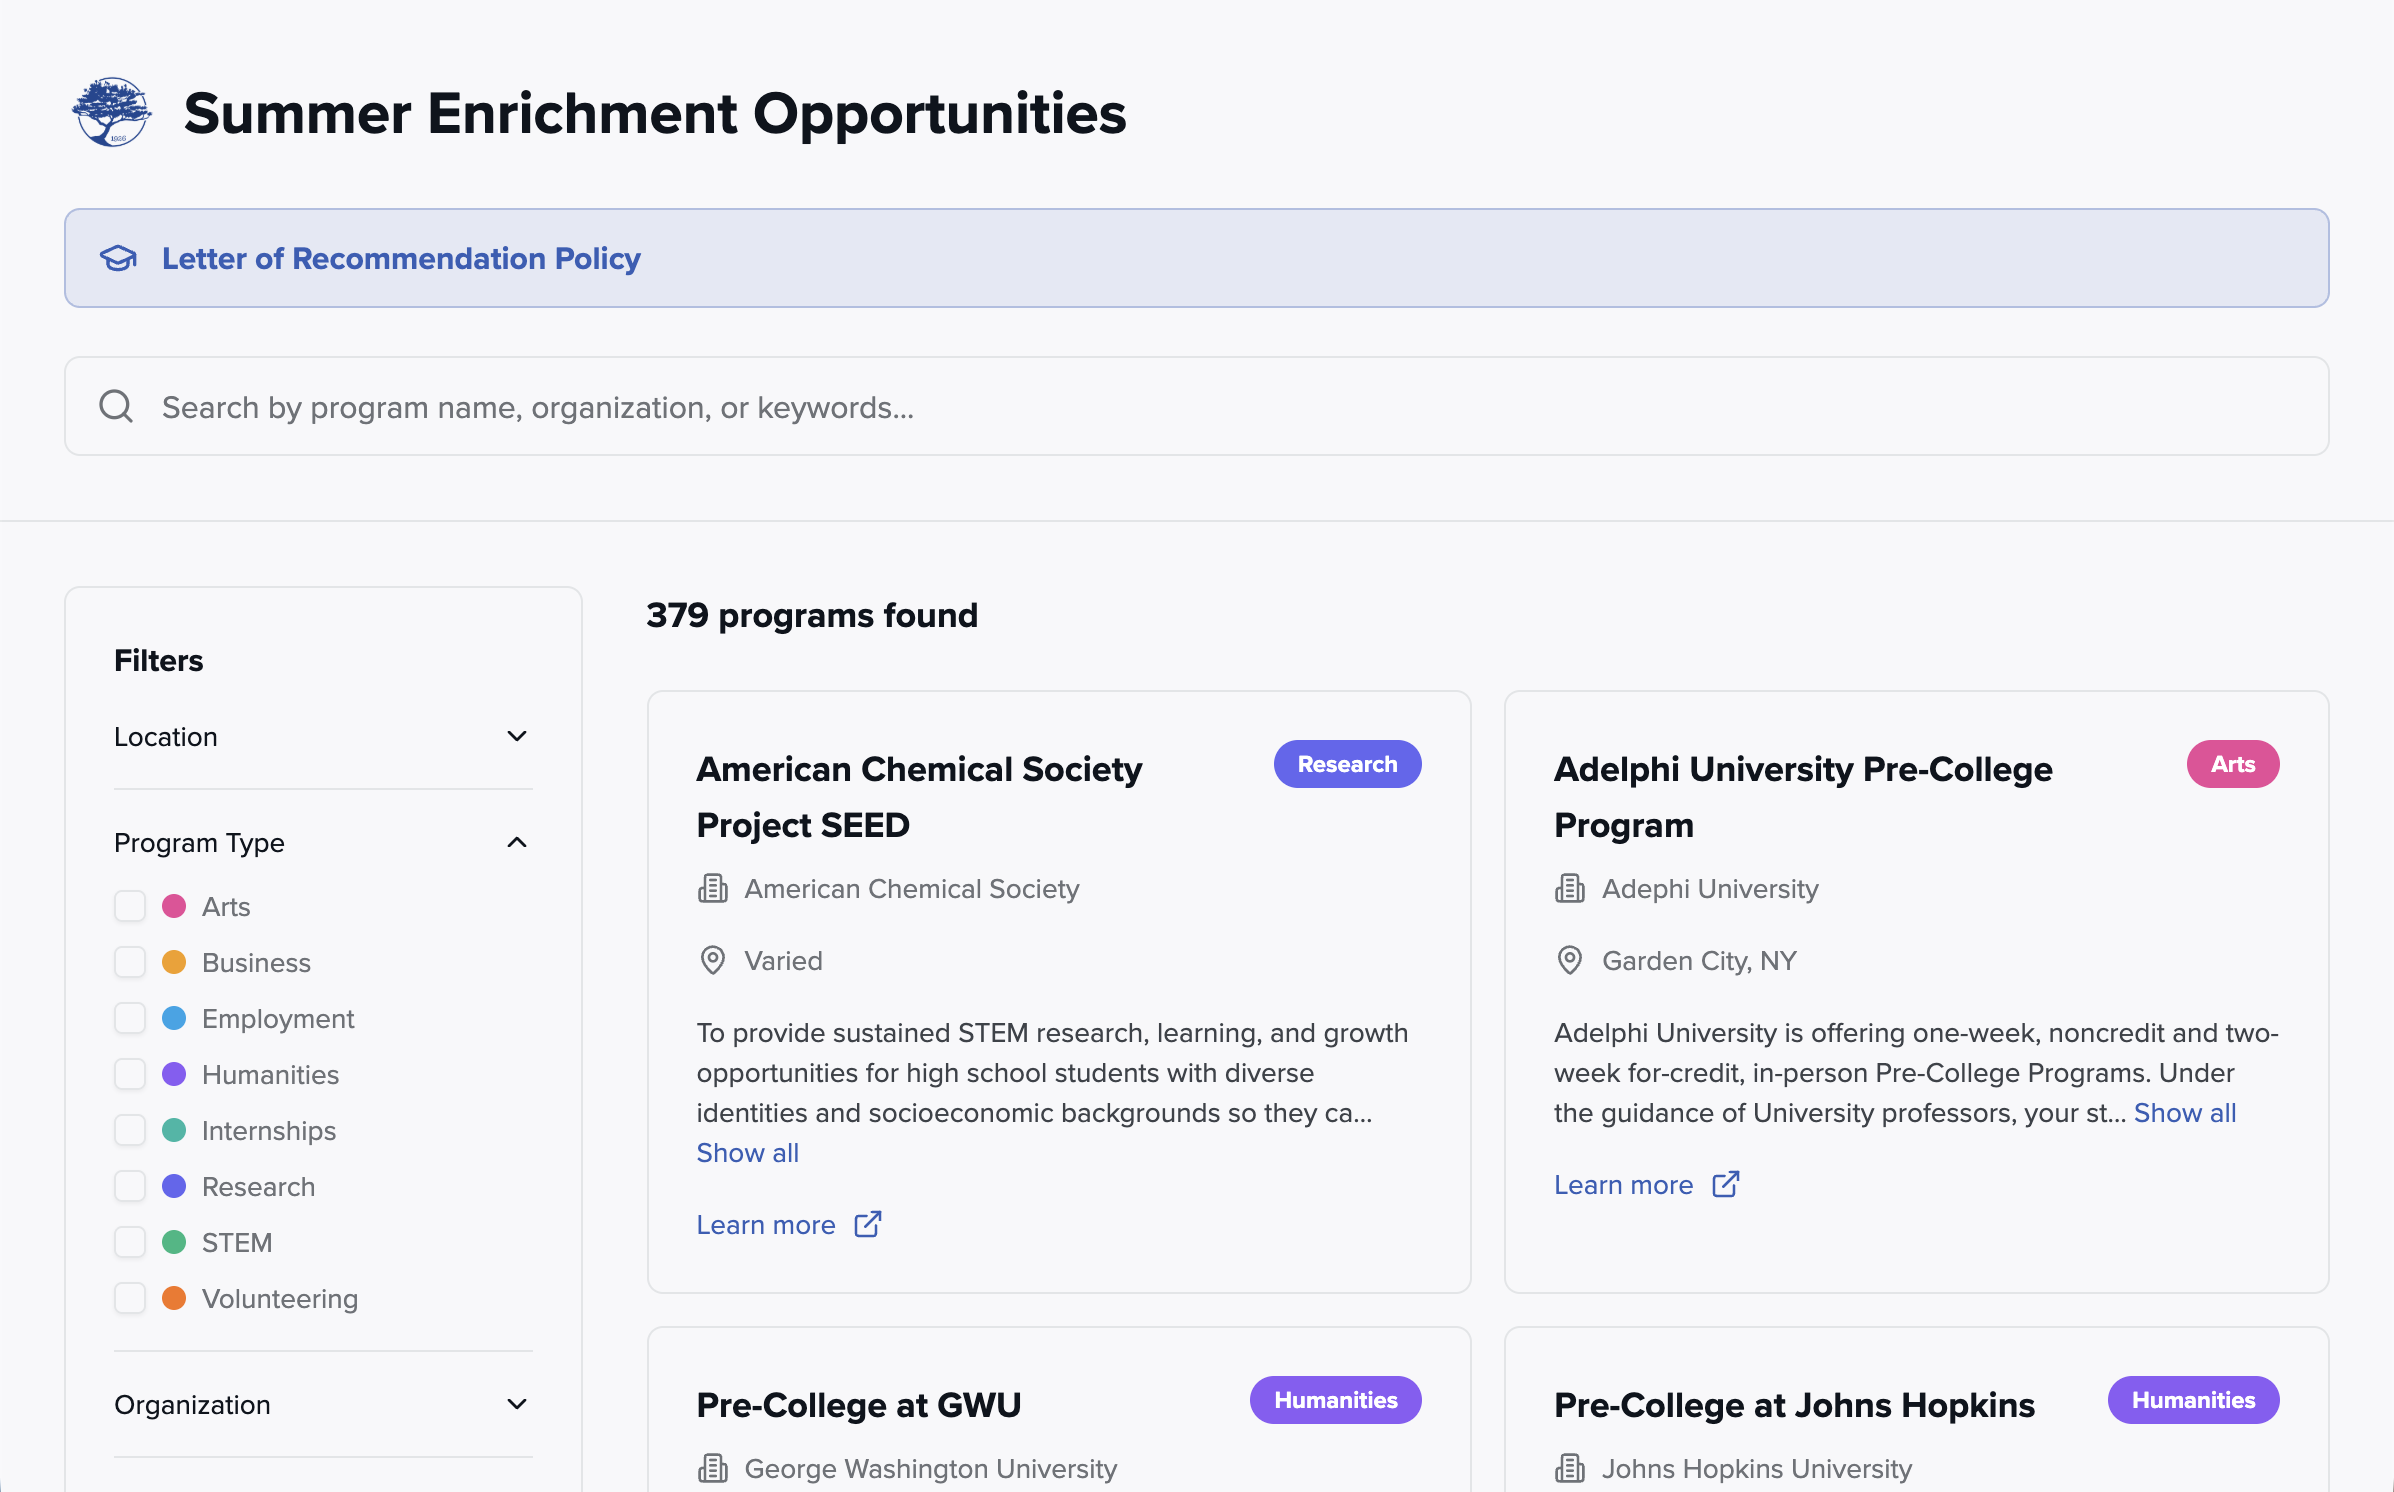 1936
Summer Enrichment Opportunities
Letter of Recommendation Policy
Search by program name, organization, or keywords...
Filters
Location
Program Type
Arts
Business
Employment
Humanities
Internships
Research
STEM
Volunteering
Organization
379 programs found
American Chemical Society
Project SEED
Research
American Chemical Society
Varied
To provide sustained STEM research, learning, and growth
opportunities for high school students with diverse
identities and socioeconomic backgrounds so they ca...
Show all
Learn more
Adelphi University Pre-College
Program
Arts
Adephi University
Garden City, NY
Adelphi University is offering one-week, noncredit and two-
week for-credit, in-person Pre-College Programs. Under
the guidance of University professors, your st... Show all
Learn more
Pre-College at GWU
Humanities
George Washington University
Pre-College at Johns Hopkins
Humanities
Johns Hopkins University